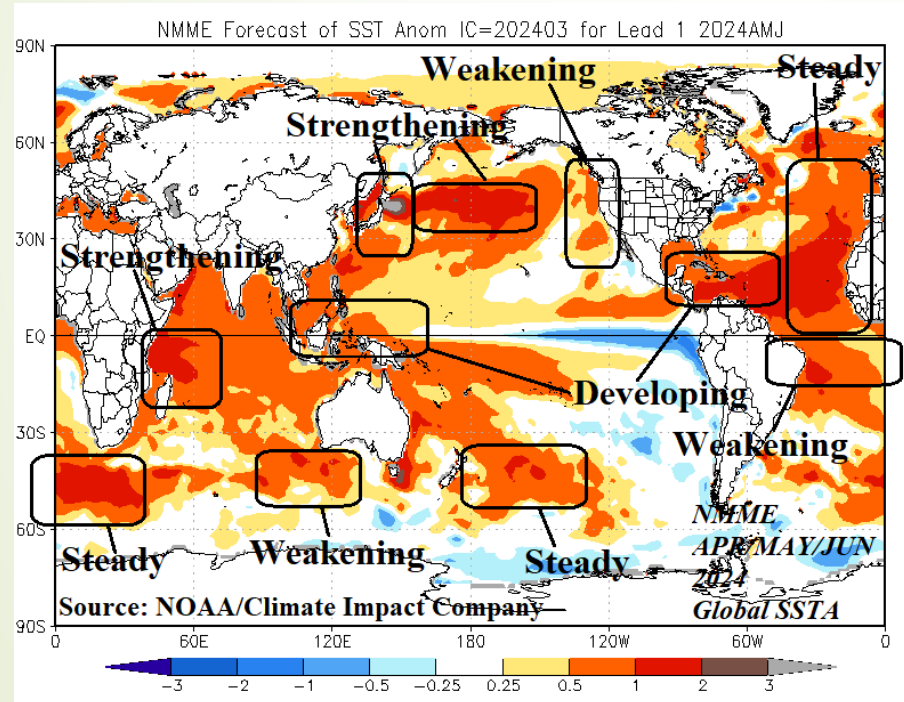 NMME Forecast of SST Anom IC=202403 for Lead 1 2024AMJ
90N
Weakening
Steady
60N
Strengthening
30N
Strengthening
EQ
Developing
30S
Weakening
60S
Steady
Weakening
Steady
NMME
APR/MAY/JUN
2024
Global SSTA
Source: NOAA/Climate Impact Company
90S
0 60E 120E 180 120W 60W 0
-3 -2 -1 -0.5 -0.25 0.25 0.5 1 2 3